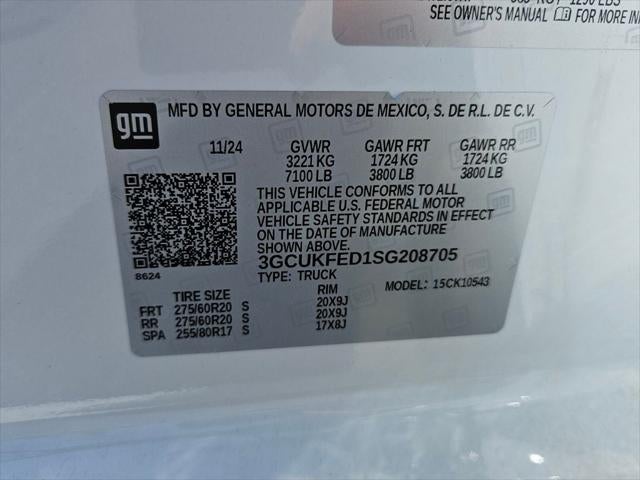 1290 LBS
SEE OWNER'S MANUAL FOR MORE IN
gm
MFD BY GENERAL MOTORS DE MEXICO, S. DE R.L. DE C.V.
11/24 GVWR GAWR FRT GAWR RR
3221 KG 1724 KG 1724 KG
7100 LB 3800 LB 3800 LB
THIS VEHICLE CONFORMS TO ALL
APPLICABLE U.S. FEDERAL MOTOR
VEHICLE SAFETY STANDARDS IN EFFECT
ON THE DATE OF MANUFACTURE
SHOWN ABOVE.
3GCUKFED1SG208705
8624
TYPE: TRUCK MODEL: 15CK10543
TIRE SIZE RIM
FRT 275/60R20 S 20X9J
RR 275/60R20 S 20X9J
SPA 255/80R17 S 17X8J